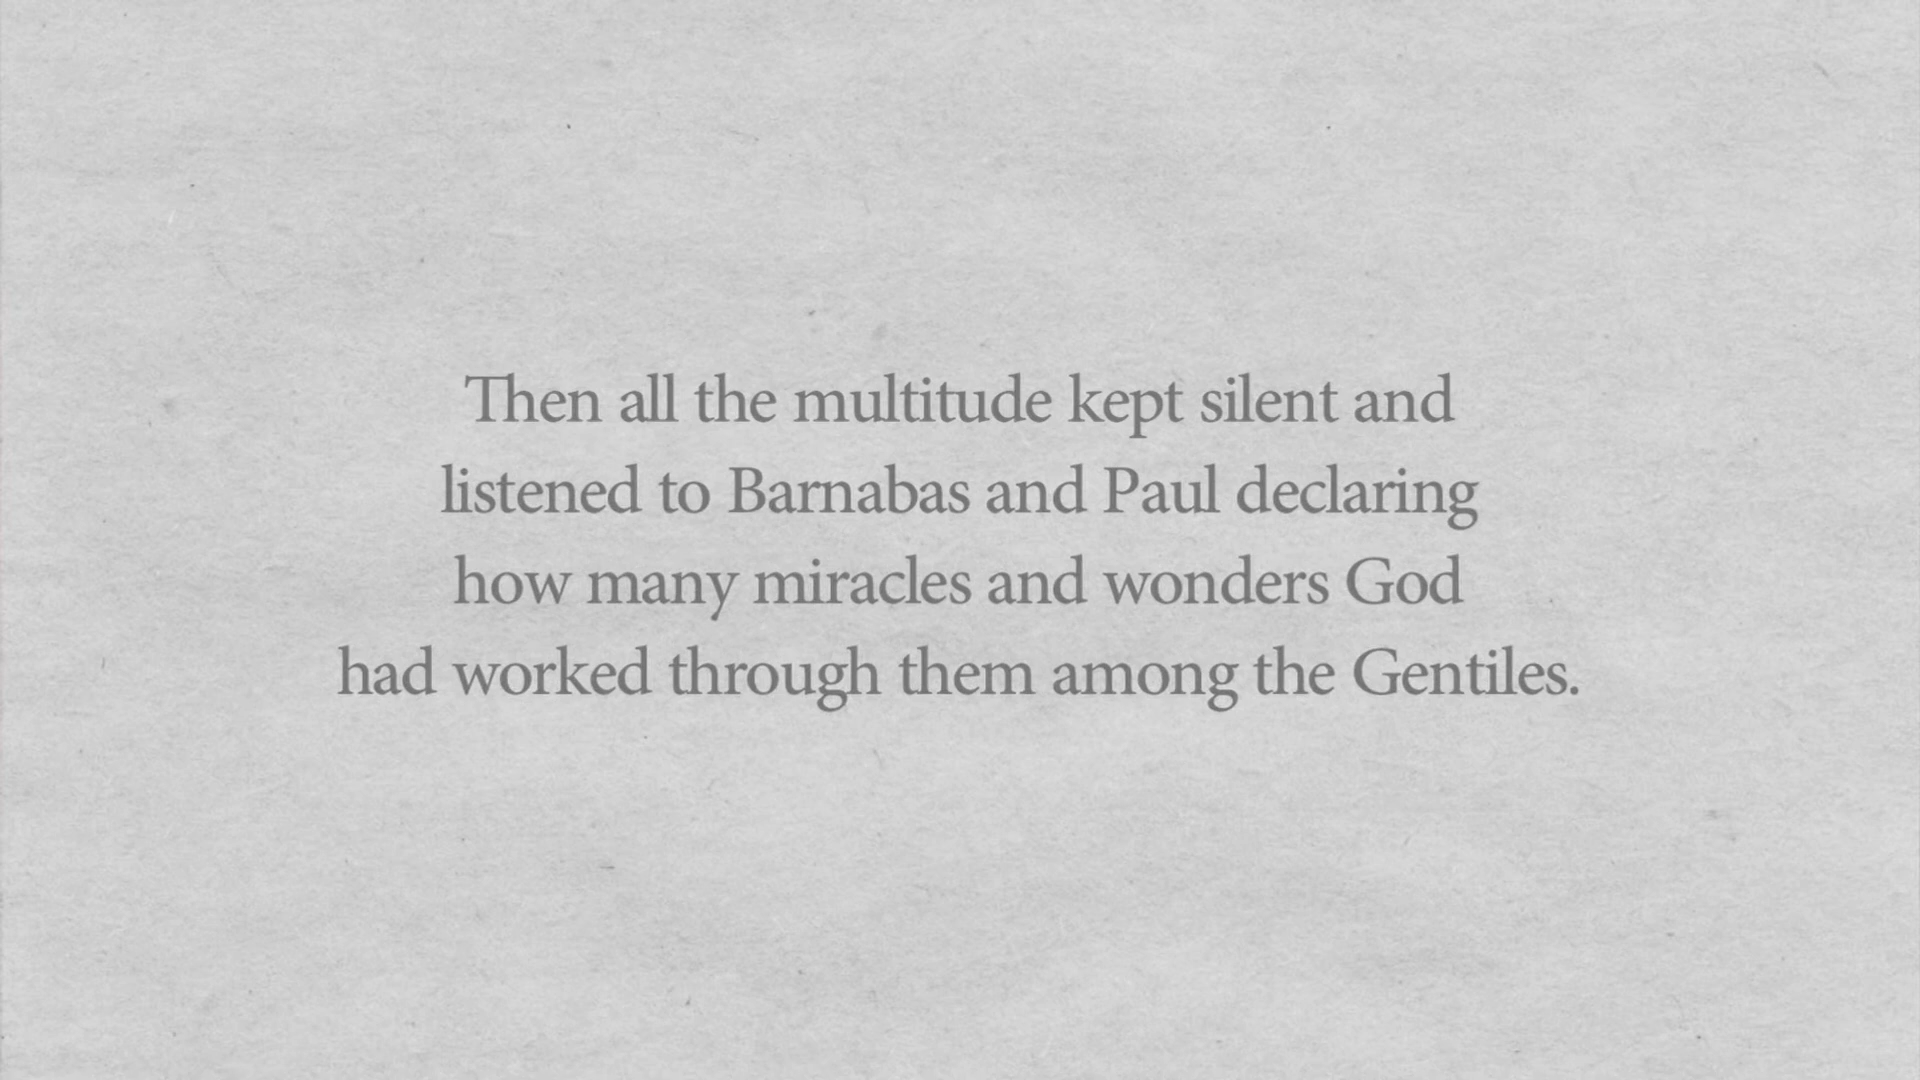 Then all the multitude kept silent and
listened to Barnabas and Paul declaring
how many miracles and wonders God
had worked through them among the Gentiles.